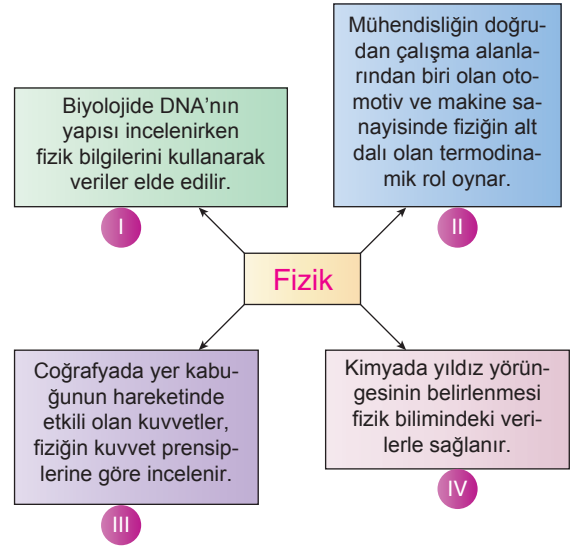 Biyolojide DNA’nın
yapısı incelenirken
fizik bilgilerini kullanarak
veriler elde edilir.
I
Mühendisliğin doğru-
dan çalışma alanla-
rından biri olan oto-
motiv ve makine sa-
nayisinde fiziğin alt
dalı olan termodina-
mik rol oynar.
II
Fizik
Coğrafyada yer kabu-
ğunun hareketinde
etkili olan kuvvetler,
fiziğin kuvvet prensip-
lerine göre incelenir.
III
Kimyada yıldız yörün-
gesinin belirlenmesi
fizik bilimindeki veri-
lerle sağlanır.
IV